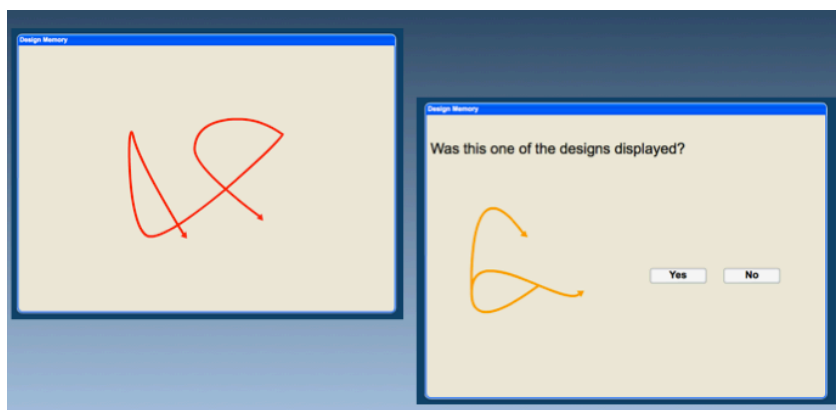 Design Memory
Design Memory
Was this one of the designs displayed?
Yes No